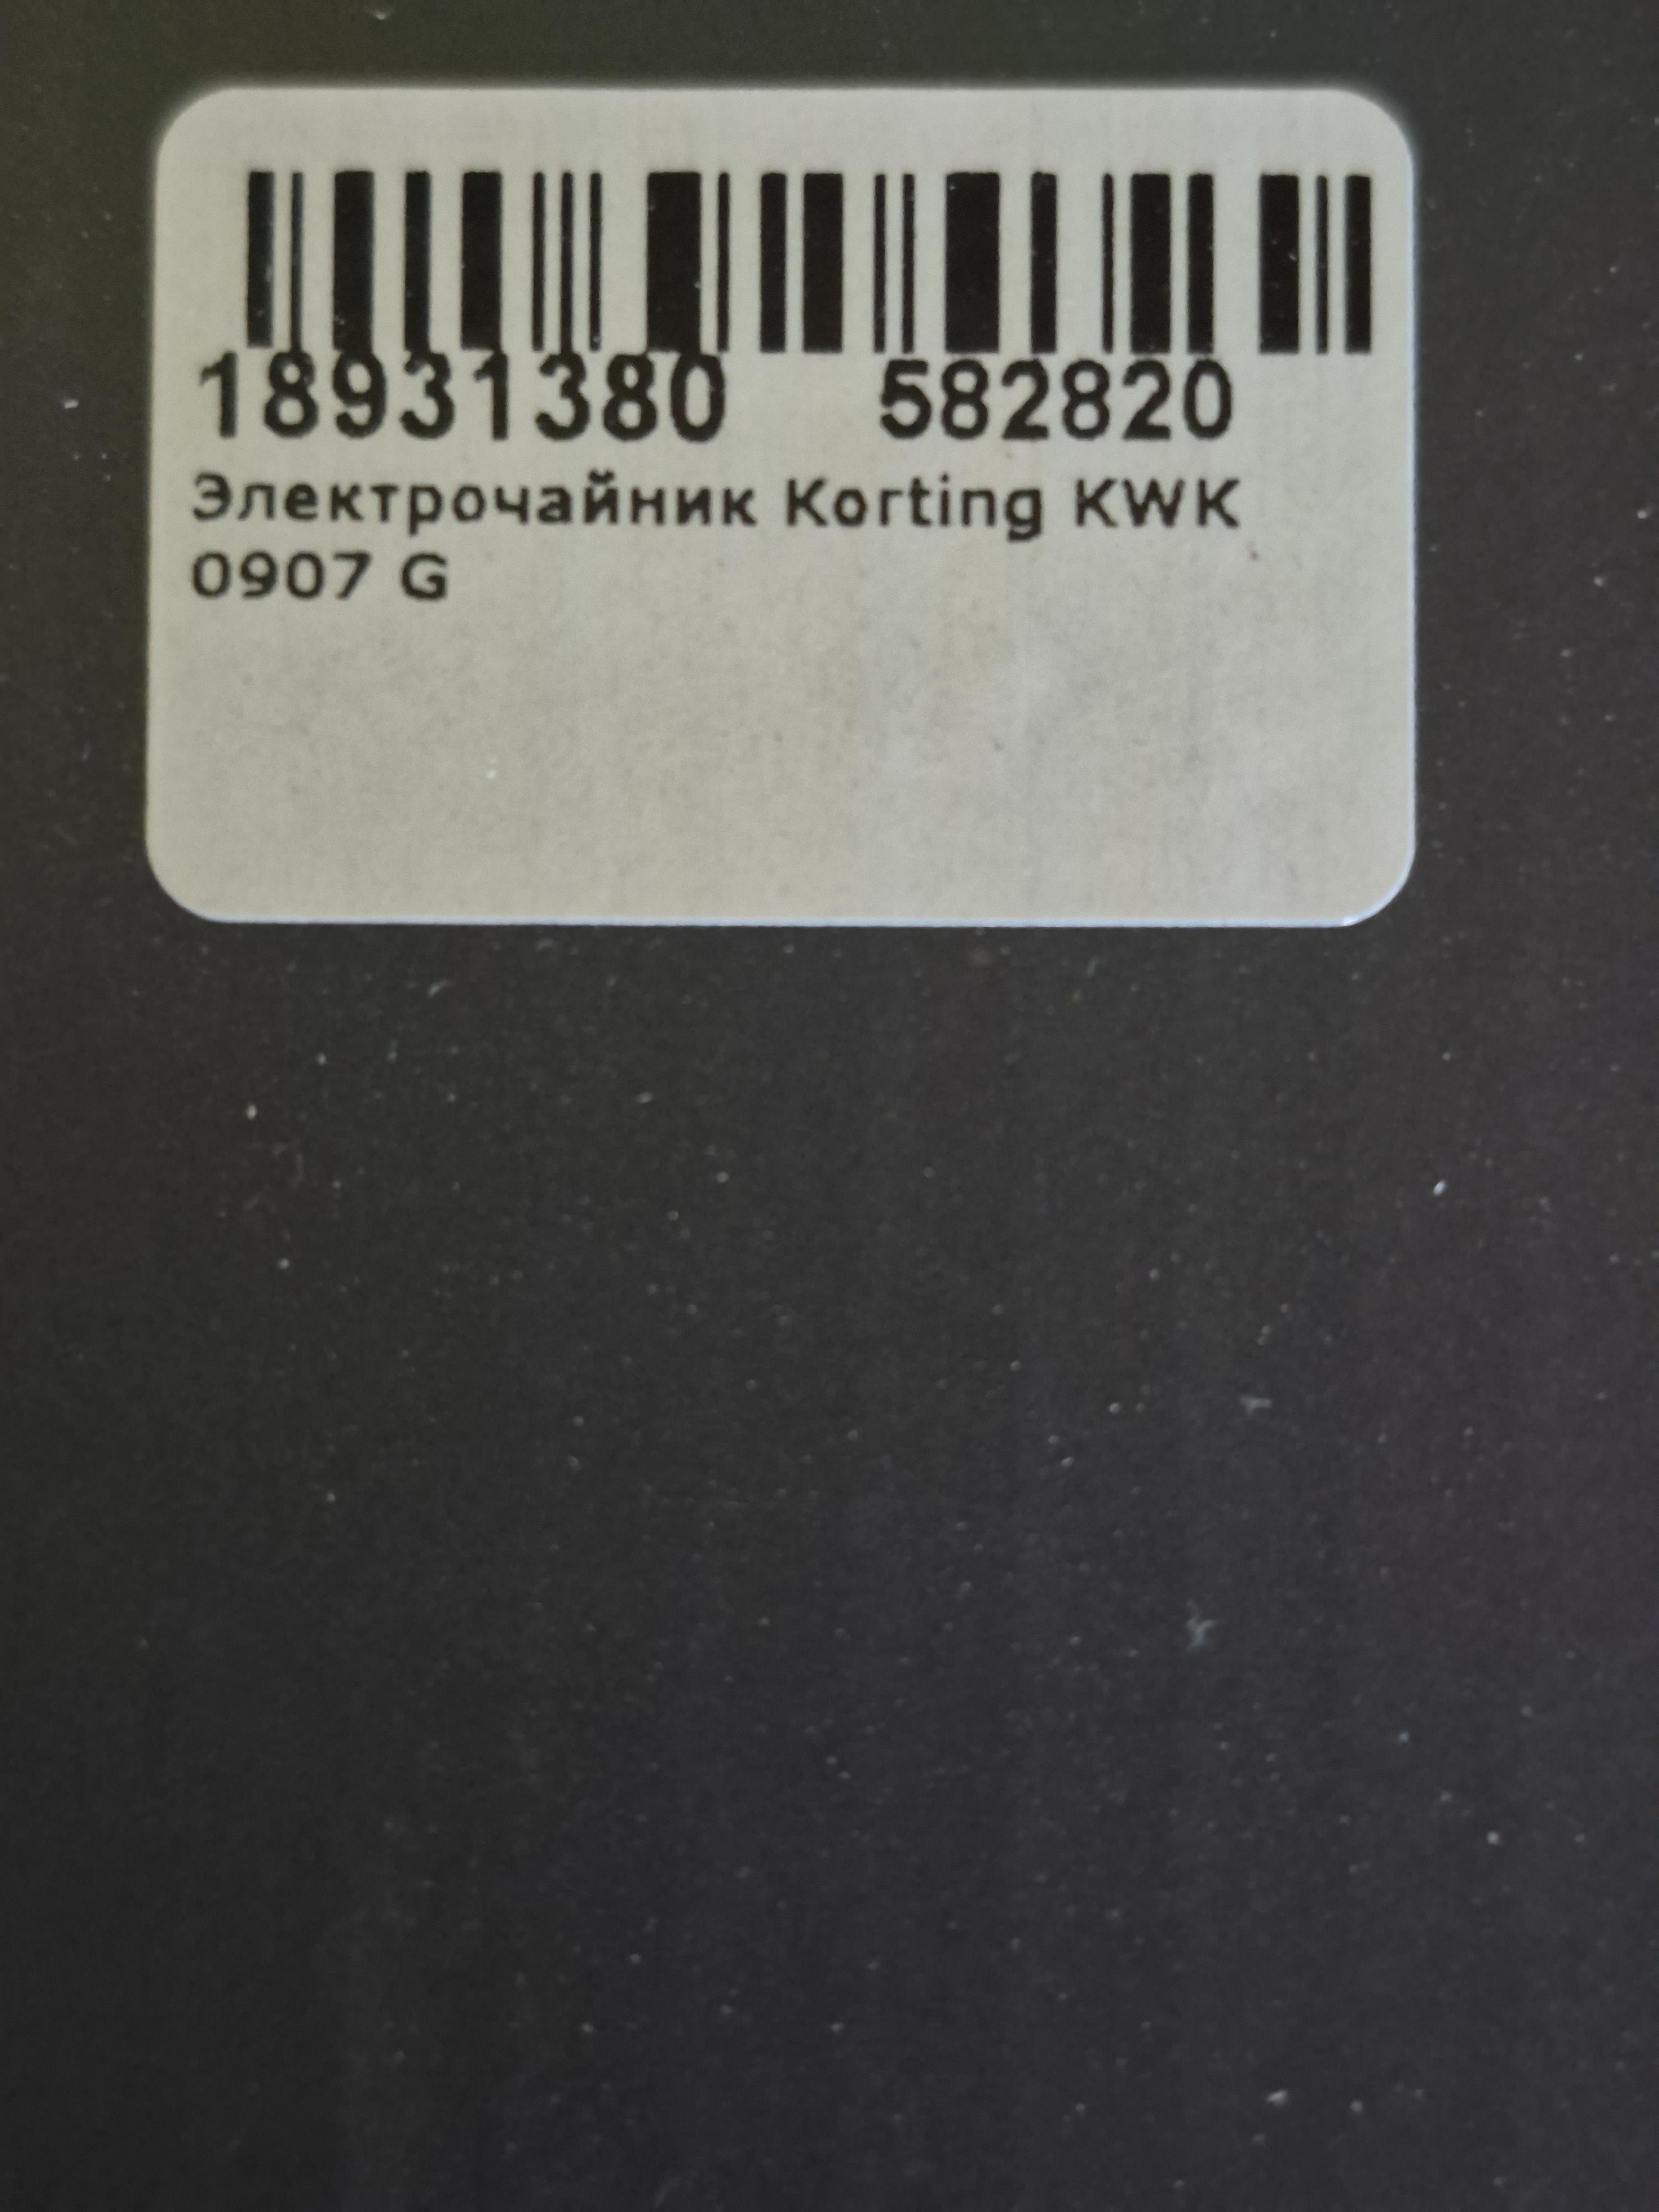 18931380 582820
Электрочайник Korting KWK
0907 G